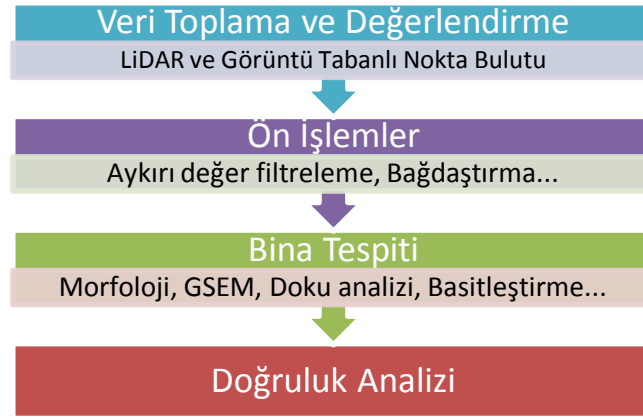 Veri Toplama ve Değerlendirme
LiDAR ve Görüntü Tabanlı Nokta Bulutu
Ön İşlemler
Aykırı değer filtreleme, Bağdaştırma...
Bina Tespiti
Morfoloji, GSEM, Doku analizi, Basitleştirme...
Doğruluk Analizi